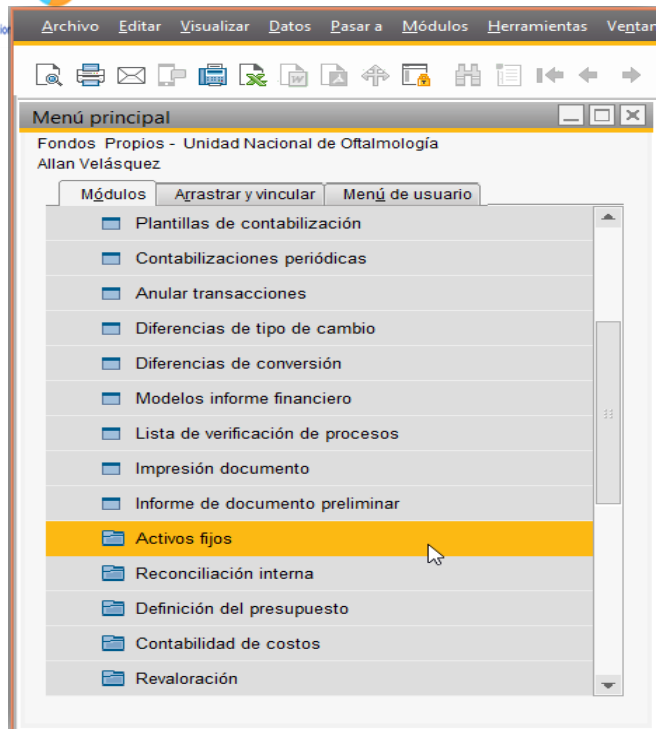 Archivo Editar Visualizar Datos Pasar a Módulos Herramientas Ventan
Menú principal
Fondos Propios - Unidad Nacional de Oftalmología
Allan Velásquez
Módulos Arrastrar y vincular Menú de usuario
Plantillas de contabilización
Contabilizaciones periódicas
Anular transacciones
Diferencias de tipo de cambio
Diferencias de conversión
Modelos informe financiero
Lista de verificación de procesos
Impresión documento
Informe de documento preliminar
Activos fijos
Reconciliación interna
Definición del presupuesto
Contabilidad de costos
Revaloración